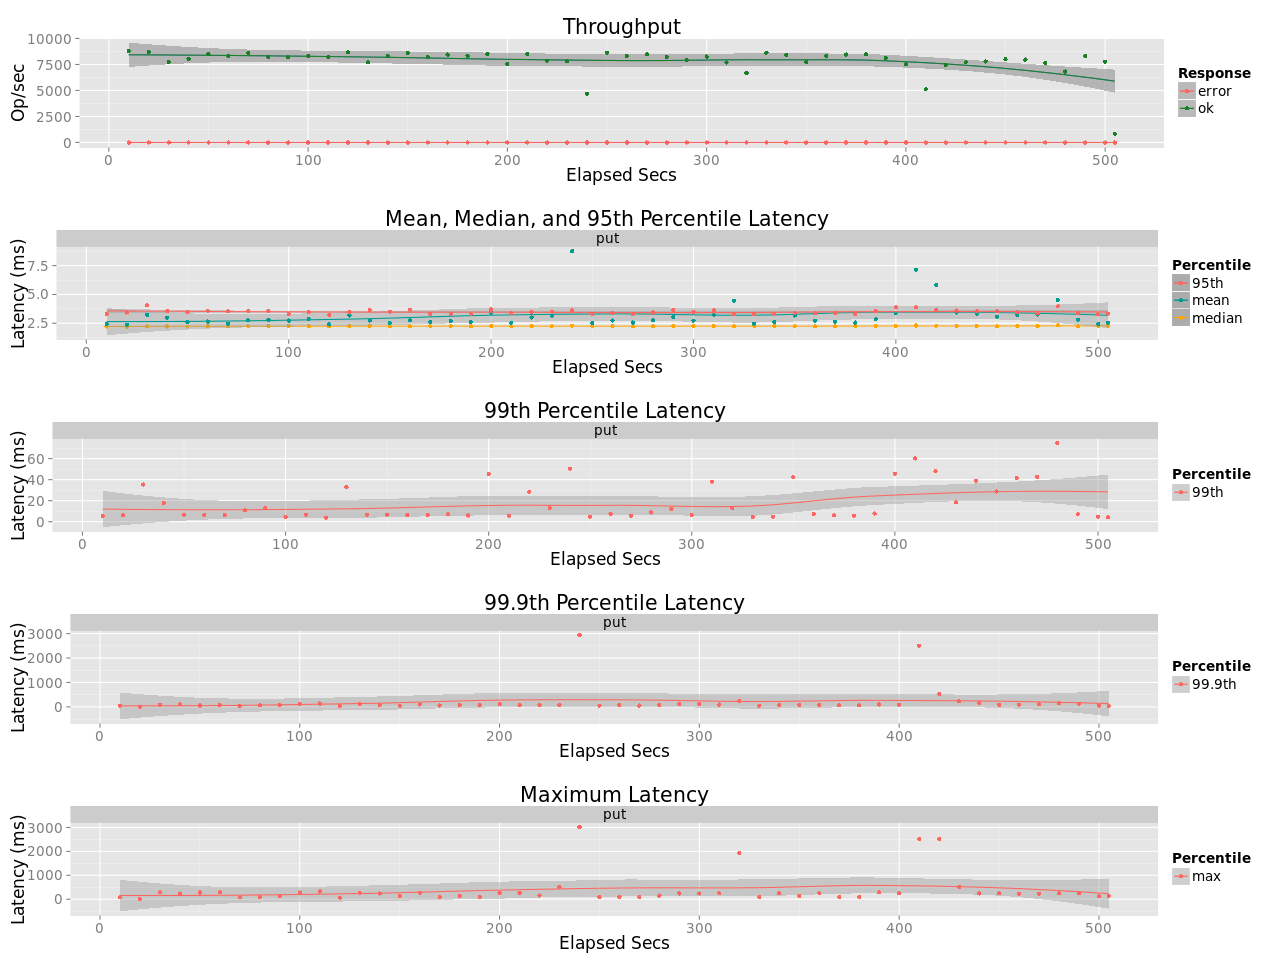 Throughput
10000
7500
5000
2500
0
Op/sec
0 100 200 300 400 500
Elapsed Secs
Response
error
ok
Mean, Median, and 95th Percentile Latency
put
7.5
5.0
2.5
Latency (ms)
0 100 200 300 400 500
Elapsed Secs
Percentile
95th
mean
median
99th Percentile Latency
put
60
40
20
0
Latency (ms)
0 100 200 300 400 500
Elapsed Secs
Percentile
99th
99.9th Percentile Latency
put
3000
2000
1000
0
Latency (ms)
0 100 200 300 400 500
Elapsed Secs
Percentile
99.9th
Maximum Latency
put
3000
2000
1000
0
Latency (ms)
0 100 200 300 400 500
Elapsed Secs
Percentile
max